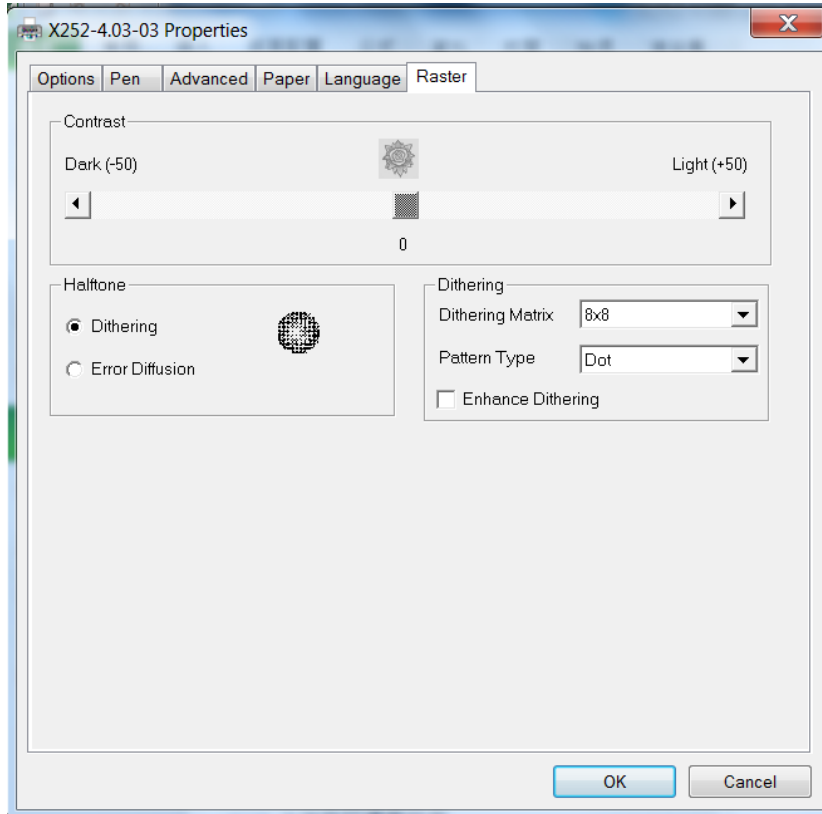 X252-4.03-03 Properties
X
Options Pen Advanced Paper Language Raster
Contrast
Dark (-50) Light (+50)
0
Halftone
Dithering
Error Diffusion
Dithering
Dithering Matrix 8x8
Pattern Type Dot
Enhance Dithering
OK Cancel